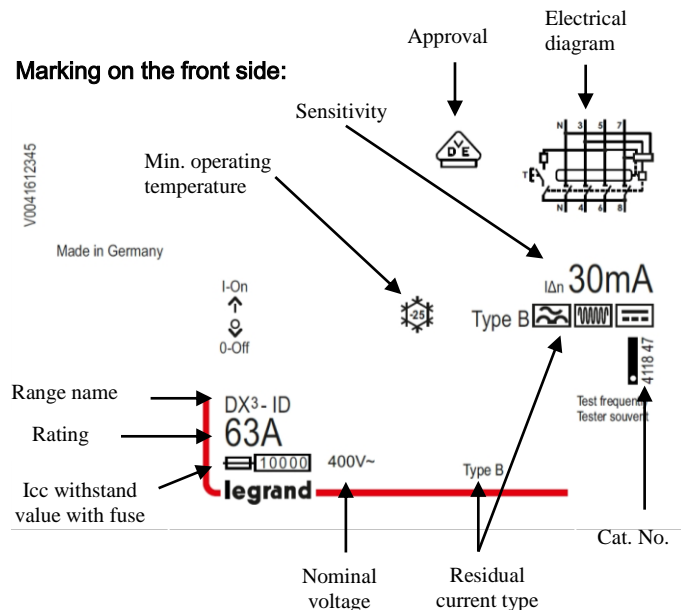 Approval
Electrical
diagram
Marking on the front side:
Sensitivity
N 3 5 7
V
D E
Min. operating
temperature
T
V0041612345
N 4 6 8
Made in Germany
I∆n 30mA
I-On
-25
Type B
0-Off
4118 47
Range name
DX³ - ID
Test frequent
Tester souvent
Rating
63A
10000
400V~
Type B
Icc withstand
value with fuse
legrand
Cat. No.
Nominal
voltage
Residual
current type